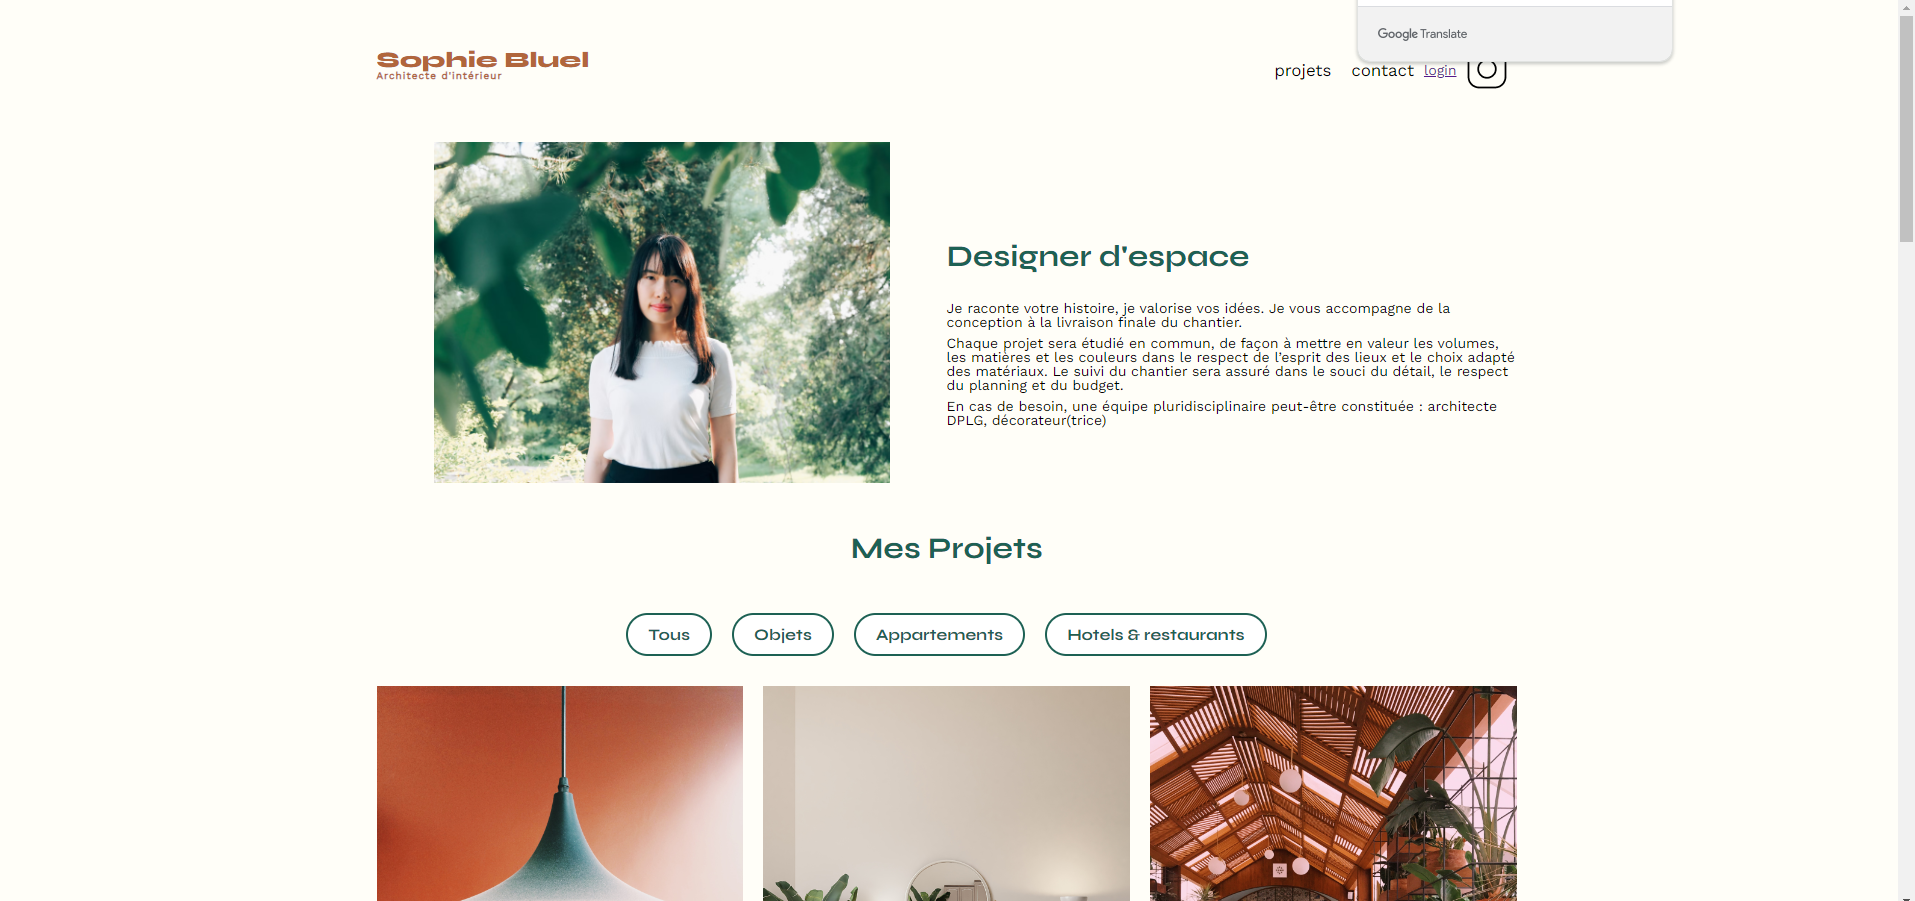 Google Translate
Sophie Bluel
Architecte d'intérieur
projets contact login
Designer d'espace
Je raconte votre histoire, je valorise vos idées. Je vous accompagne de la
conception à la livraison finale du chantier.
Chaque projet sera étudié en commun, de façon à mettre en valeur les volumes,
les matières et les couleurs dans le respect de l’esprit des lieux et le choix adapté
des matériaux. Le suivi du chantier sera assuré dans le souci du détail, le respect
du planning et du budget.
En cas de besoin, une équipe pluridisciplinaire peut-être constituée : architecte
DPLG, décorateur(trice)
Mes Projets
Tous Objets Appartements Hotels & restaurants